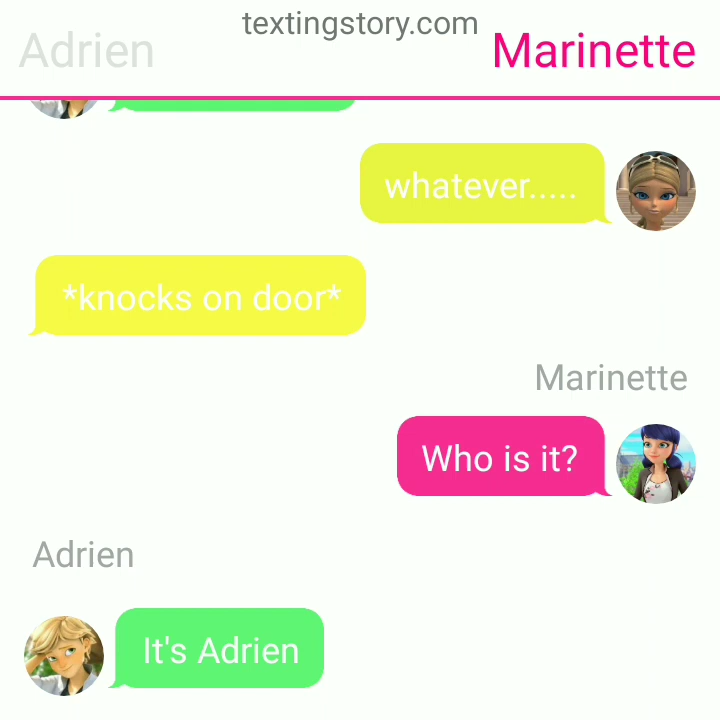 textingstory.com
Adrien
Marinette
whatever.....
*knocks on door*
Marinette
Who is it?
Adrien
It's Adrien